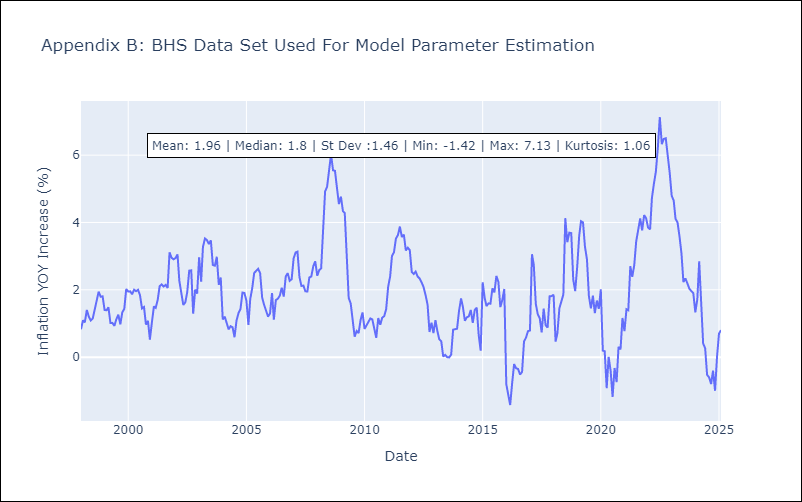 Appendix B: BHS Data Set Used For Model Parameter Estimation
Mean: 1.96 | Median: 1.8 | St Dev :1.46 | Min: -1.42 | Max: 7.13 | Kurtosis: 1.06
Inflation YOY Increase (%)
6
4
2
0
2000
2005
2010
2015
2020
2025
Date